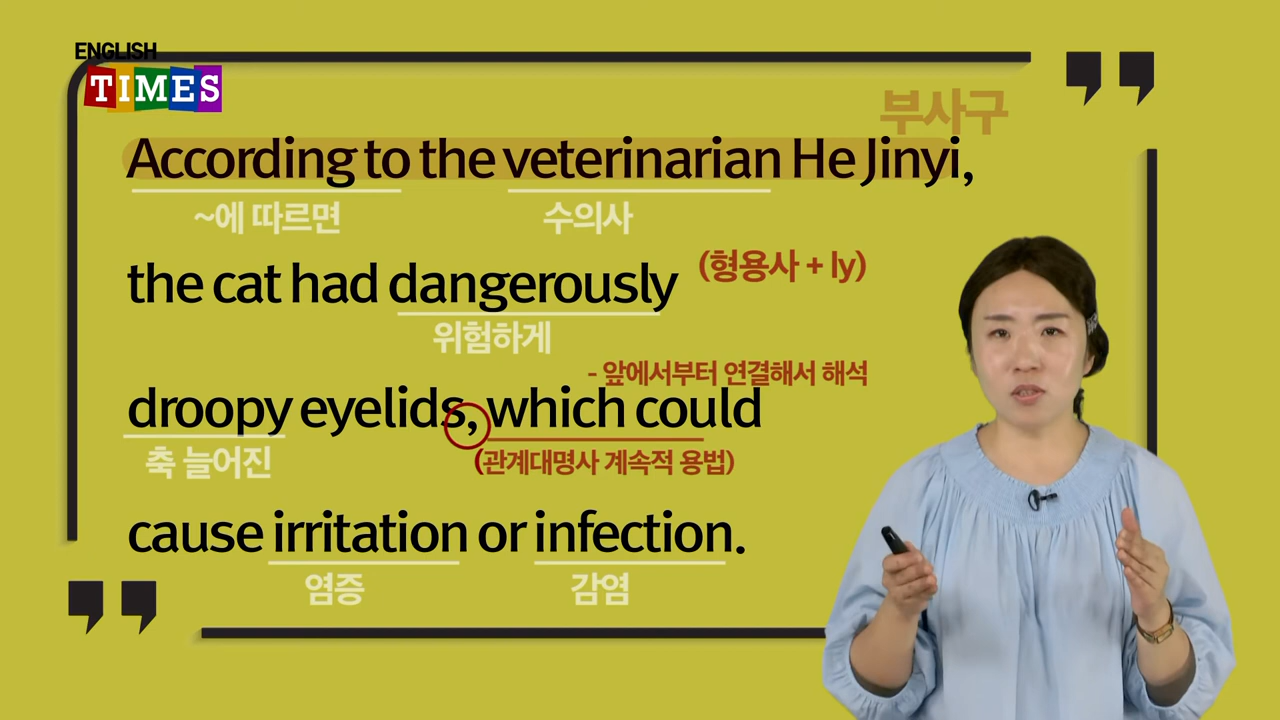 ENGLISH
TIMES
부사구
According to the veterinarian He Jinyi,
~에 따르면 수의사
the cat had dangerously (형용사 + ly)
위험하게
- 앞에서부터 연결해서 해석
droopy eyelids, which could
축 늘어진 (관계대명사 계속적 용법)
cause irritation or infection.
염증 감염